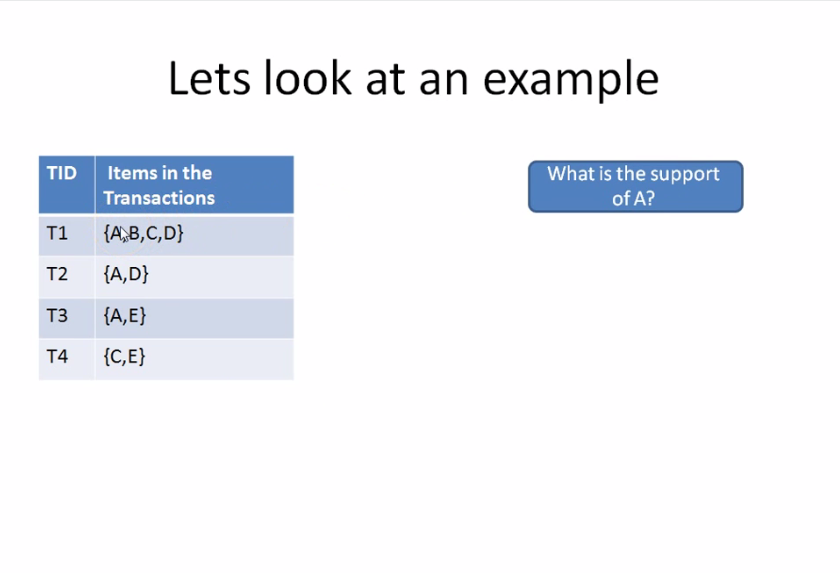 Lets look at an example
TID
Items in the
Transactions
T1
{A,B,C,D}
T2
{A,D}
T3
{A,E}
T4
{C,E}
What is the support
of A?